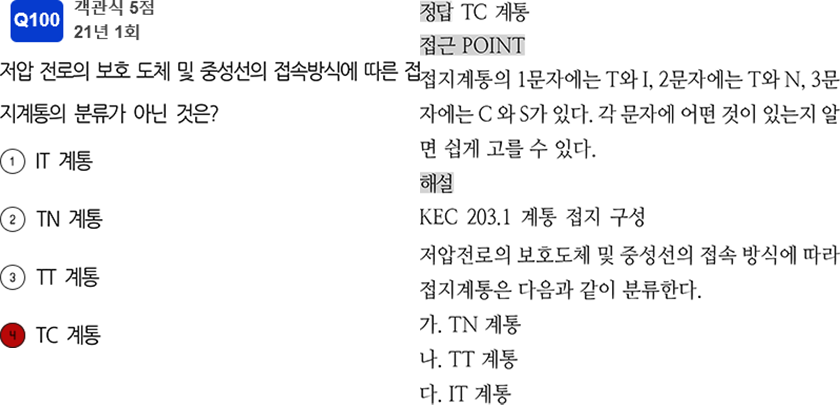 Q100
객관식 5점
21년 1회
저압 전로의 보호 도체 및 중성선의 접속방식에 따른 접
지계통의 분류가 아닌 것은?
1 IT 계통
2 TN 계통
3 TT 계통
4 TC 계통
정답 TC 계통
접근 POINT
접지계통의 1문자에는 T와 I, 2문자에는 T와 N, 3문
자에는 C 와 S가 있다. 각 문자에 어떤 것이 있는지 알
면 쉽게 고를 수 있다.
해설
KEC 203.1 계통 접지 구성
저압전로의 보호도체 및 중성선의 접속 방식에 따라
접지계통은 다음과 같이 분류한다.
가. TN 계통
나. TT 계통
다. IT 계통